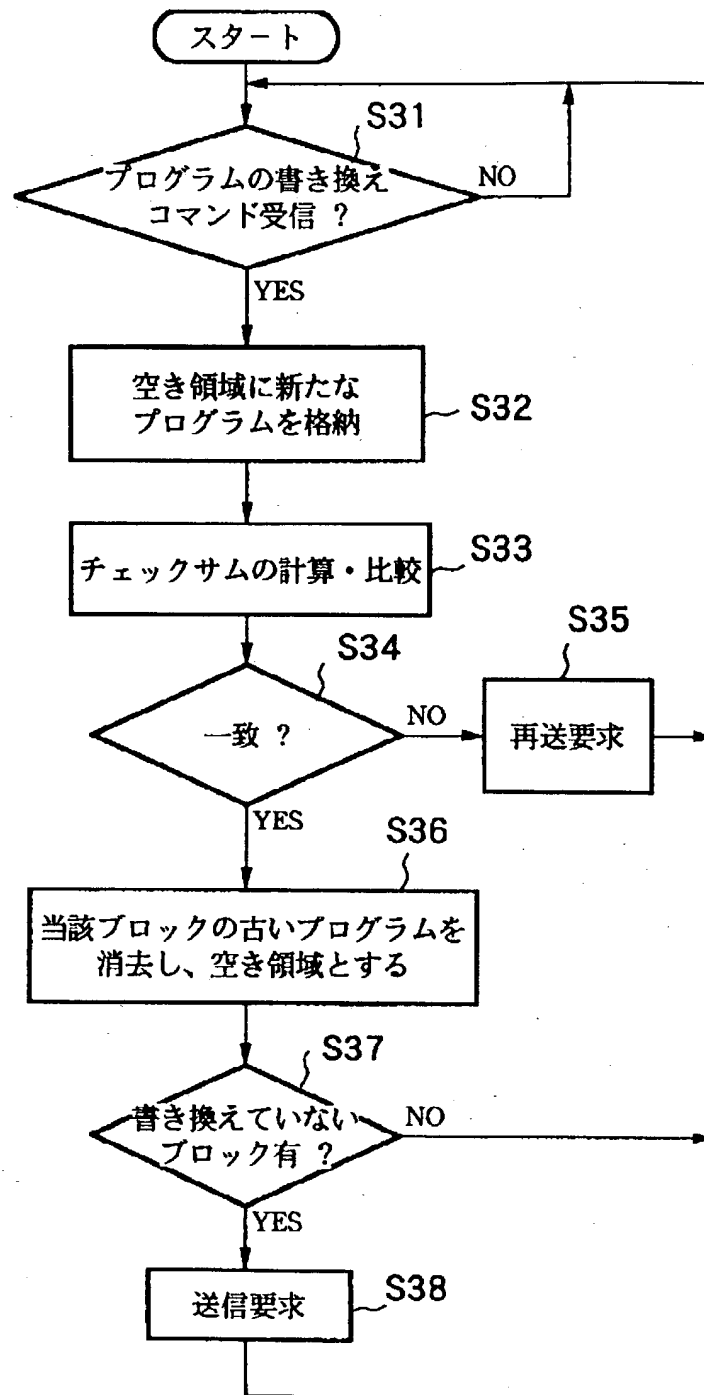 スタート
S31
プログラムの書き換え
コマンド受信 ?
NO
YES
空き領域に新たな
プログラムを格納
S32
S33
チェックサムの計算・比較
S34
S35
一致 ?
NO
再送要求
YES
S36
当該ブロックの古いプログラムを
消去し、空き領域とする
S37
書き換えていない
ブロック有 ?
NO
YES
送信要求
S38